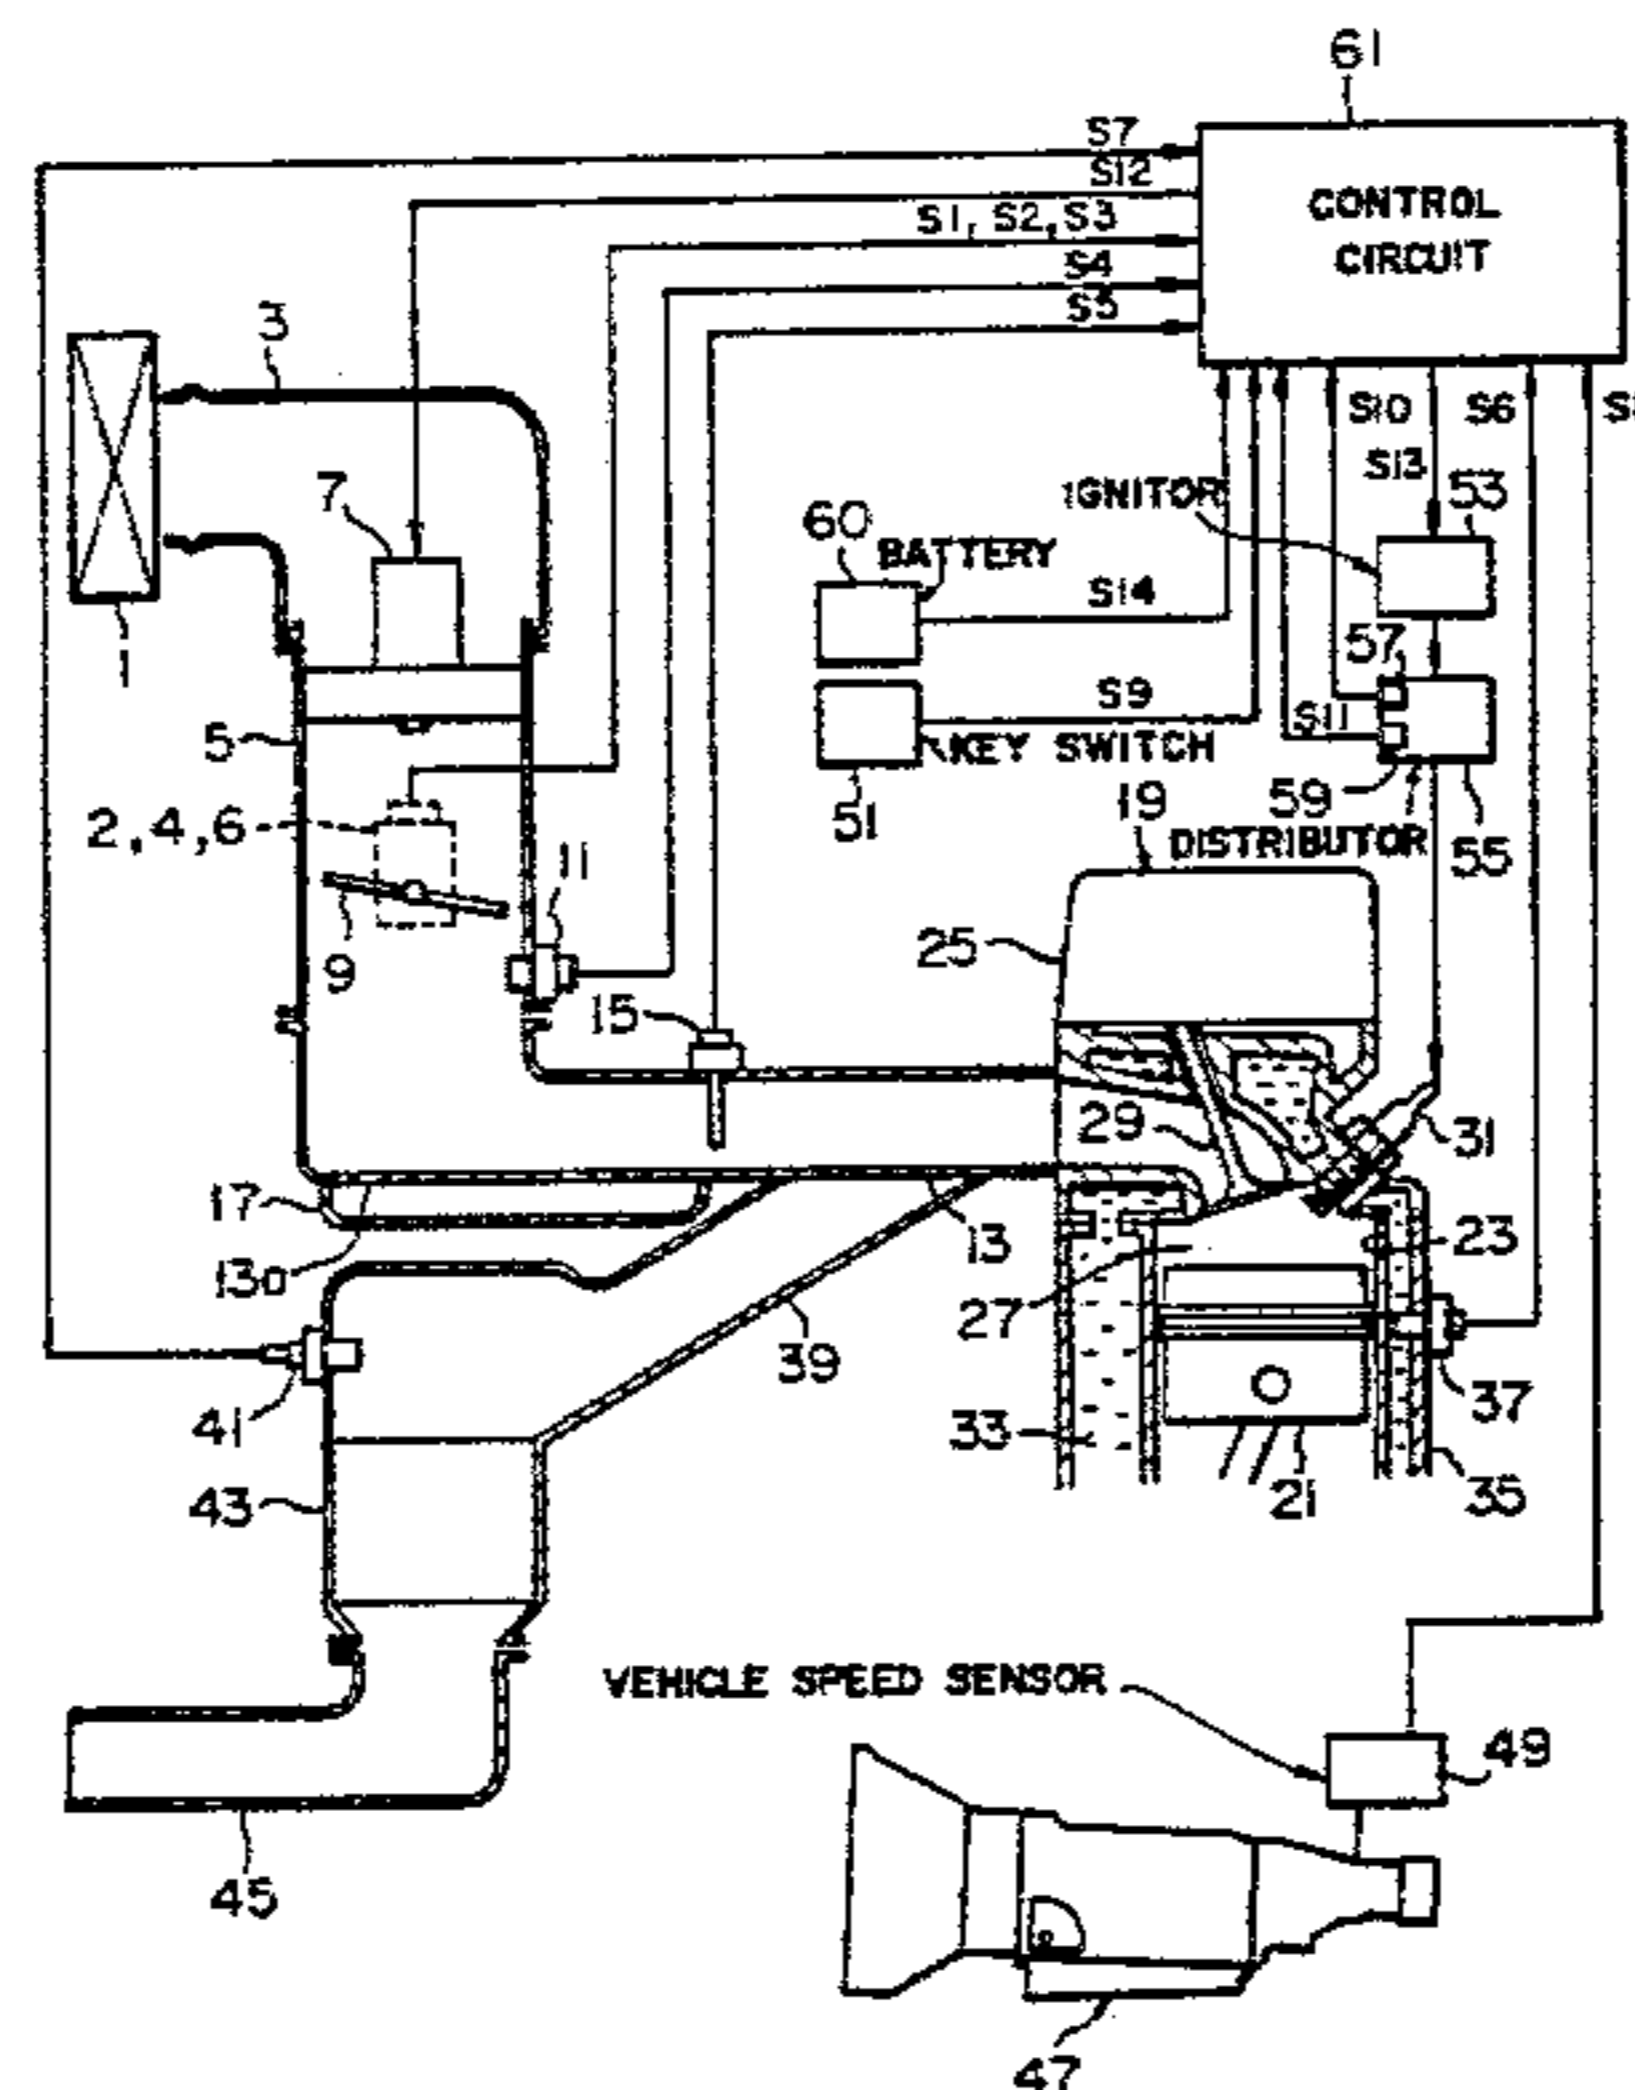 61
S7
S12
S1, S2, S3
S4
S5
CONTROL
CIRCUIT
3
S10
S6
S13
7
IGNITOR
53
60
BATTERY
S14
1
57
5
S9
S11
KEY SWITCH
51
59
19
2, 4, 6
DISTRIBUTOR
55
11
25
9
15
29
31
17
13a
13
23
27
39
41
33
37
43
21
35
VEHICLE SPEED SENSOR
49
45
47